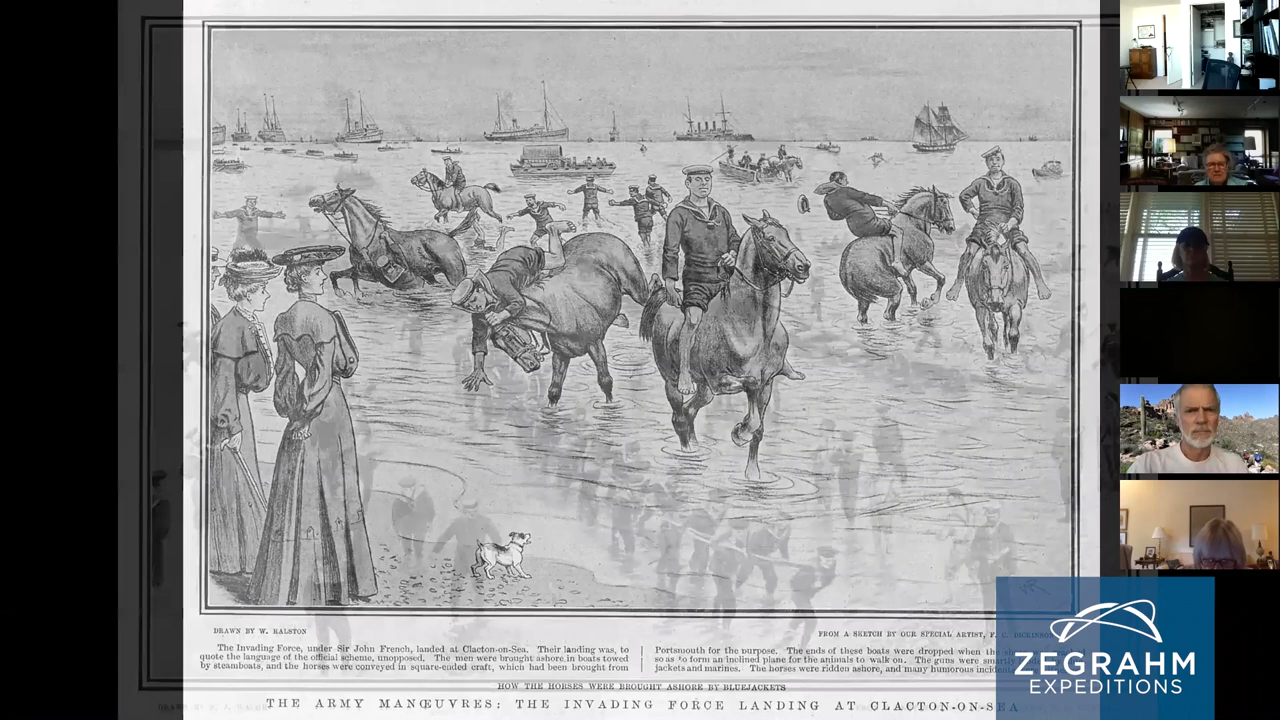 DRAWN BY W. RALSTON
FROM A SKETCH BY OUR SPECIAL ARTIST, F. C. DICKINSON
The Invading Force, under Sir John French, landed at Clacton-on-Sea. Their landing was, to
quote the language of the official scheme, unopposed. The men were brought ashore in boats towed
by steamboats, and the horses were conveyed in square-ended craft, which had been brought from
Portsmouth for the purpose. The ends of these boats were dropped when the
so as to form an inclined plane for the animals to walk on. The guns were smartly
jackets and marines. The horses were ridden ashore, and many humorous
HOW THE HORSES WERE BROUGHT ASHORE BY BLUEJACKETS
THE ARMY MANŒUVRES: THE INVADING FORCE LANDING AT CLACTON-ON-SEA
ZEGRAHM
EXPEDITIONS